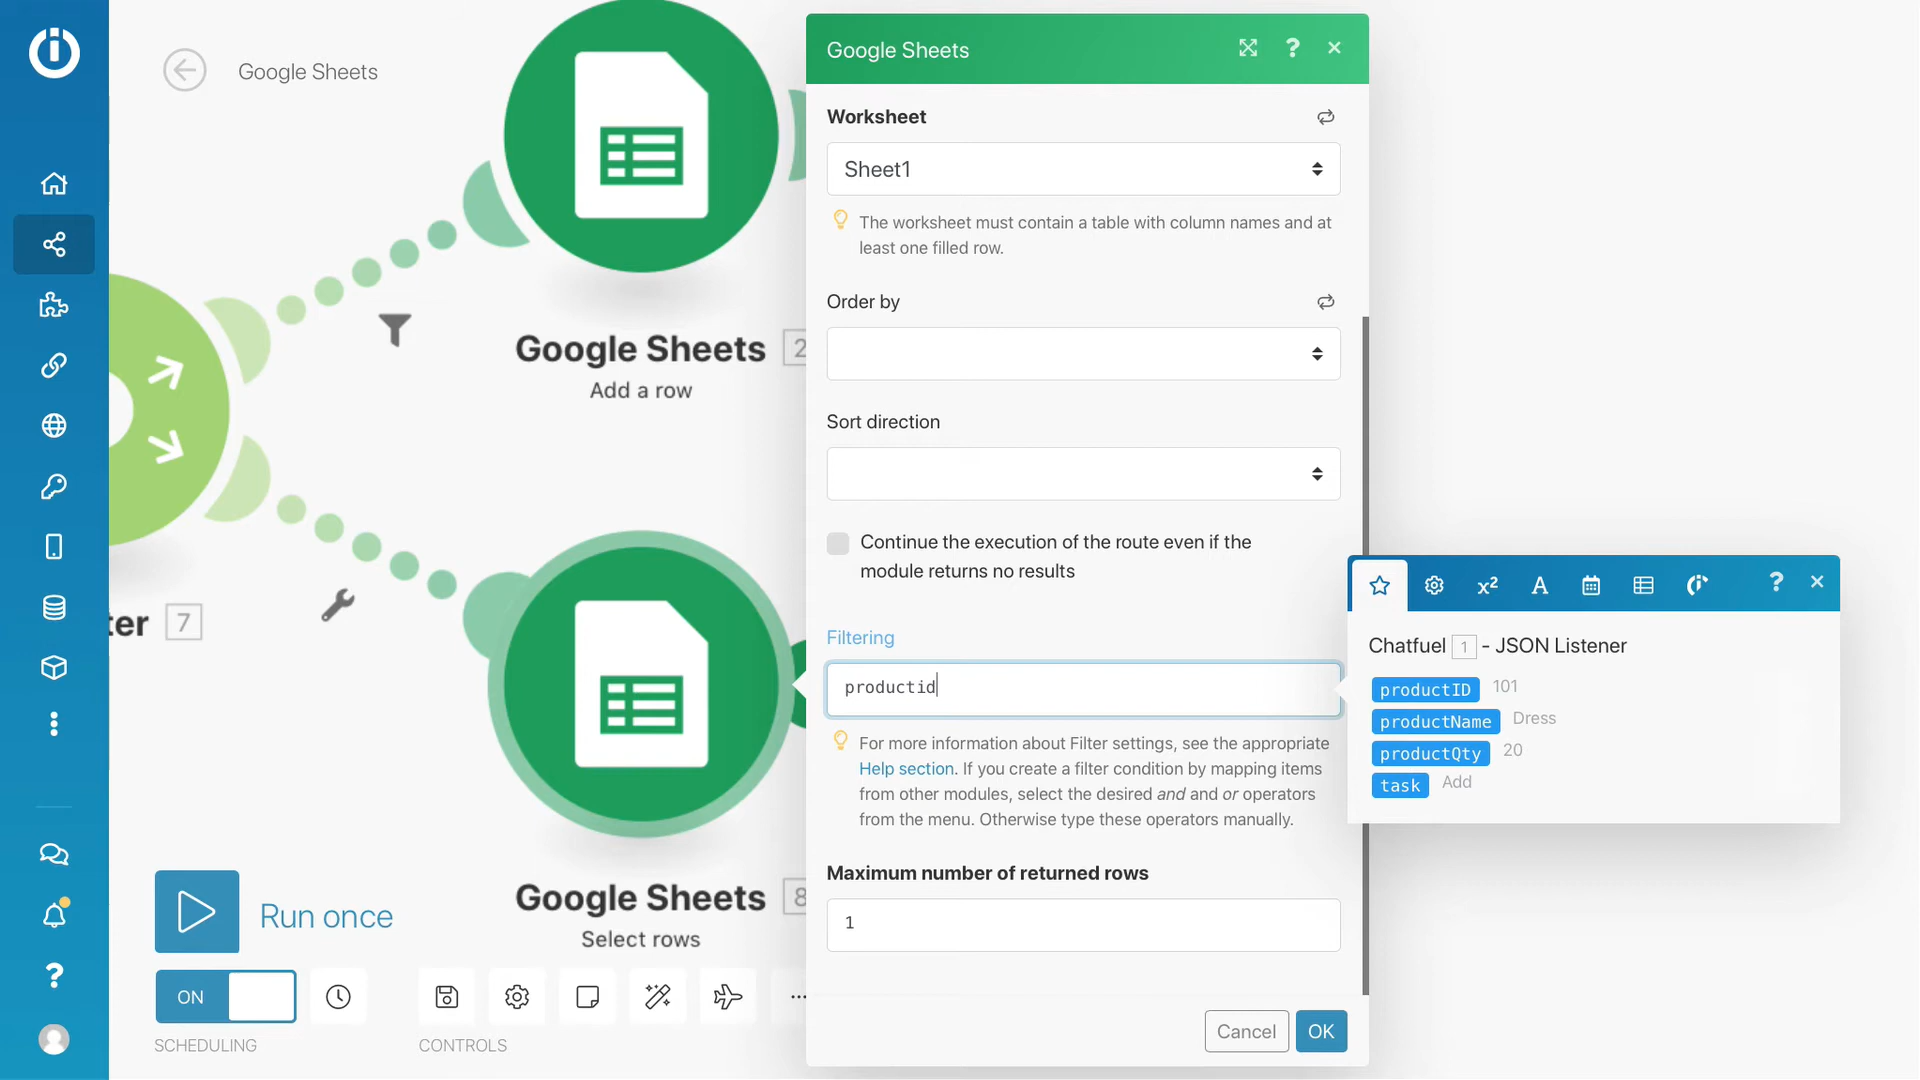 Google Sheets
Google Sheets
2
Add a row
ter 7
Google Sheets
8
Select rows
Run once
ON
SCHEDULING
CONTROLS
Google Sheets
Worksheet
Sheet1
The worksheet must contain a table with column names and at
least one filled row.
Order by
Sort direction
Continue the execution of the route even if the
module returns no results
Filtering
productid
For more information about Filter settings, see the appropriate
Help section. If you create a filter condition by mapping items
from other modules, select the desired and and or operators
from the menu. Otherwise type these operators manually.
Maximum number of returned rows
1
Cancel OK
Chatfuel 1 - JSON Listener
productID 101
productName Dress
productQty 20
task Add